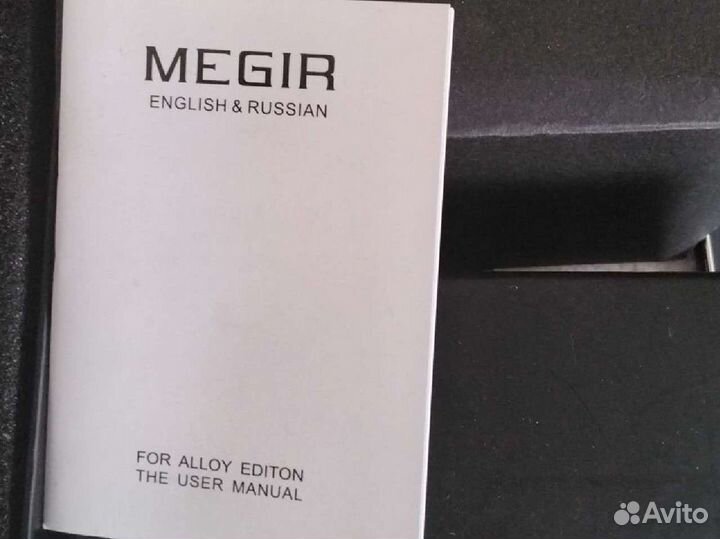 MEGIR
ENGLISH & RUSSIAN
FOR ALLOY EDITON
THE USER MANUAL
Avito